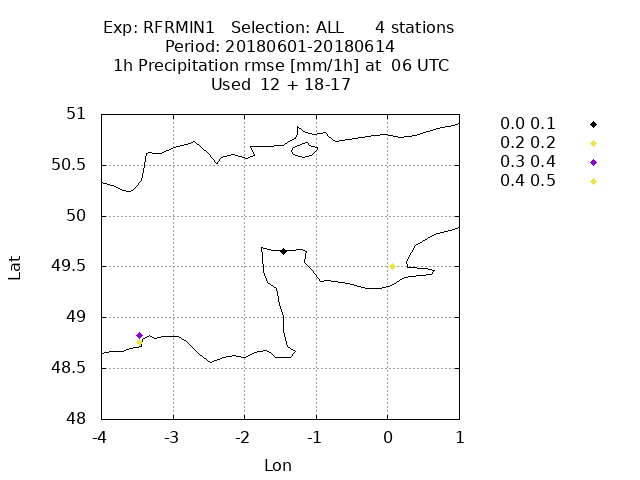 Exp: RFRMIN1 Selection: ALL 4 stations
Period: 20180601-20180614
1h Precipitation rmse [mm/1h] at 06 UTC
Used 12 + 18-17
51
50.5
50
49.5
49
48.5
48
Lat
-4 -3 -2 -1 0 1
Lon
0.0 0.1
0.2 0.2
0.3 0.4
0.4 0.5